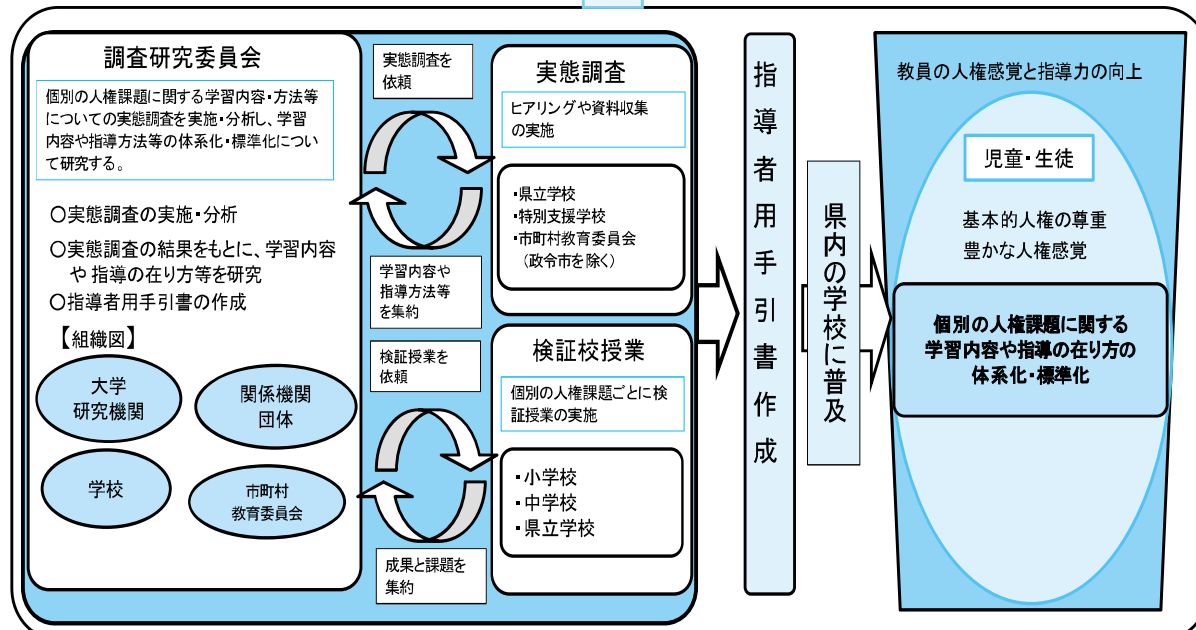 調査研究委員会
個別の人権課題に関する学習内容・方法等
についての実態調査を実施・分析し、学習
内容や指導方法等の体系化・標準化につい
て研究する。
〇実態調査の実施・分析
〇実態調査の結果をもとに、学習内容
や 指導の在り方等を研究
〇指導者用手引書の作成
【組織図】
大学
研究機関
関係機関
団体
学校
市町村
教育委員会
実態調査を
依頼
学習内容や
指導方法等
を集約
検証授業を
依頼
成果と課題を
集約
実態調査
ヒアリングや資料収集
の実施
・県立学校
・特別支援学校
・市町村教育委員会
（政令市を除く）
検証校授業
個別の人権課題ごとに検
証授業の実施
・小学校
・中学校
・県立学校
指導者用手引書作成
県内の学校に普及
教員の人権感覚と指導力の向上
児童・生徒
基本的人権の尊重
豊かな人権感覚
個別の人権課題に関する
学習内容や指導の在り方の
体系化・標準化